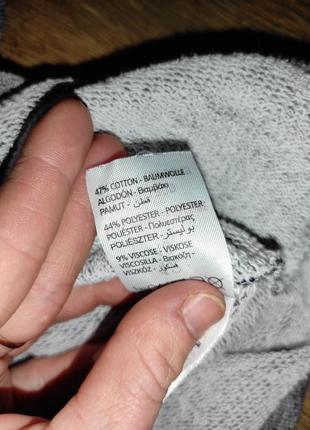 47% COTTON - BAUMWOLLE
ALGODÓN - Βαμβάκι
PAMUT - قطن
44% POLYESTER - POLYESTER
POLIÉSTER - Πολυεστέρας
POLIÉSZTER - بوليستر
9% VISCOSE - VISKOSE
VISCOSILLA - Βισκόζη
VISZKÓZ - فسكوز